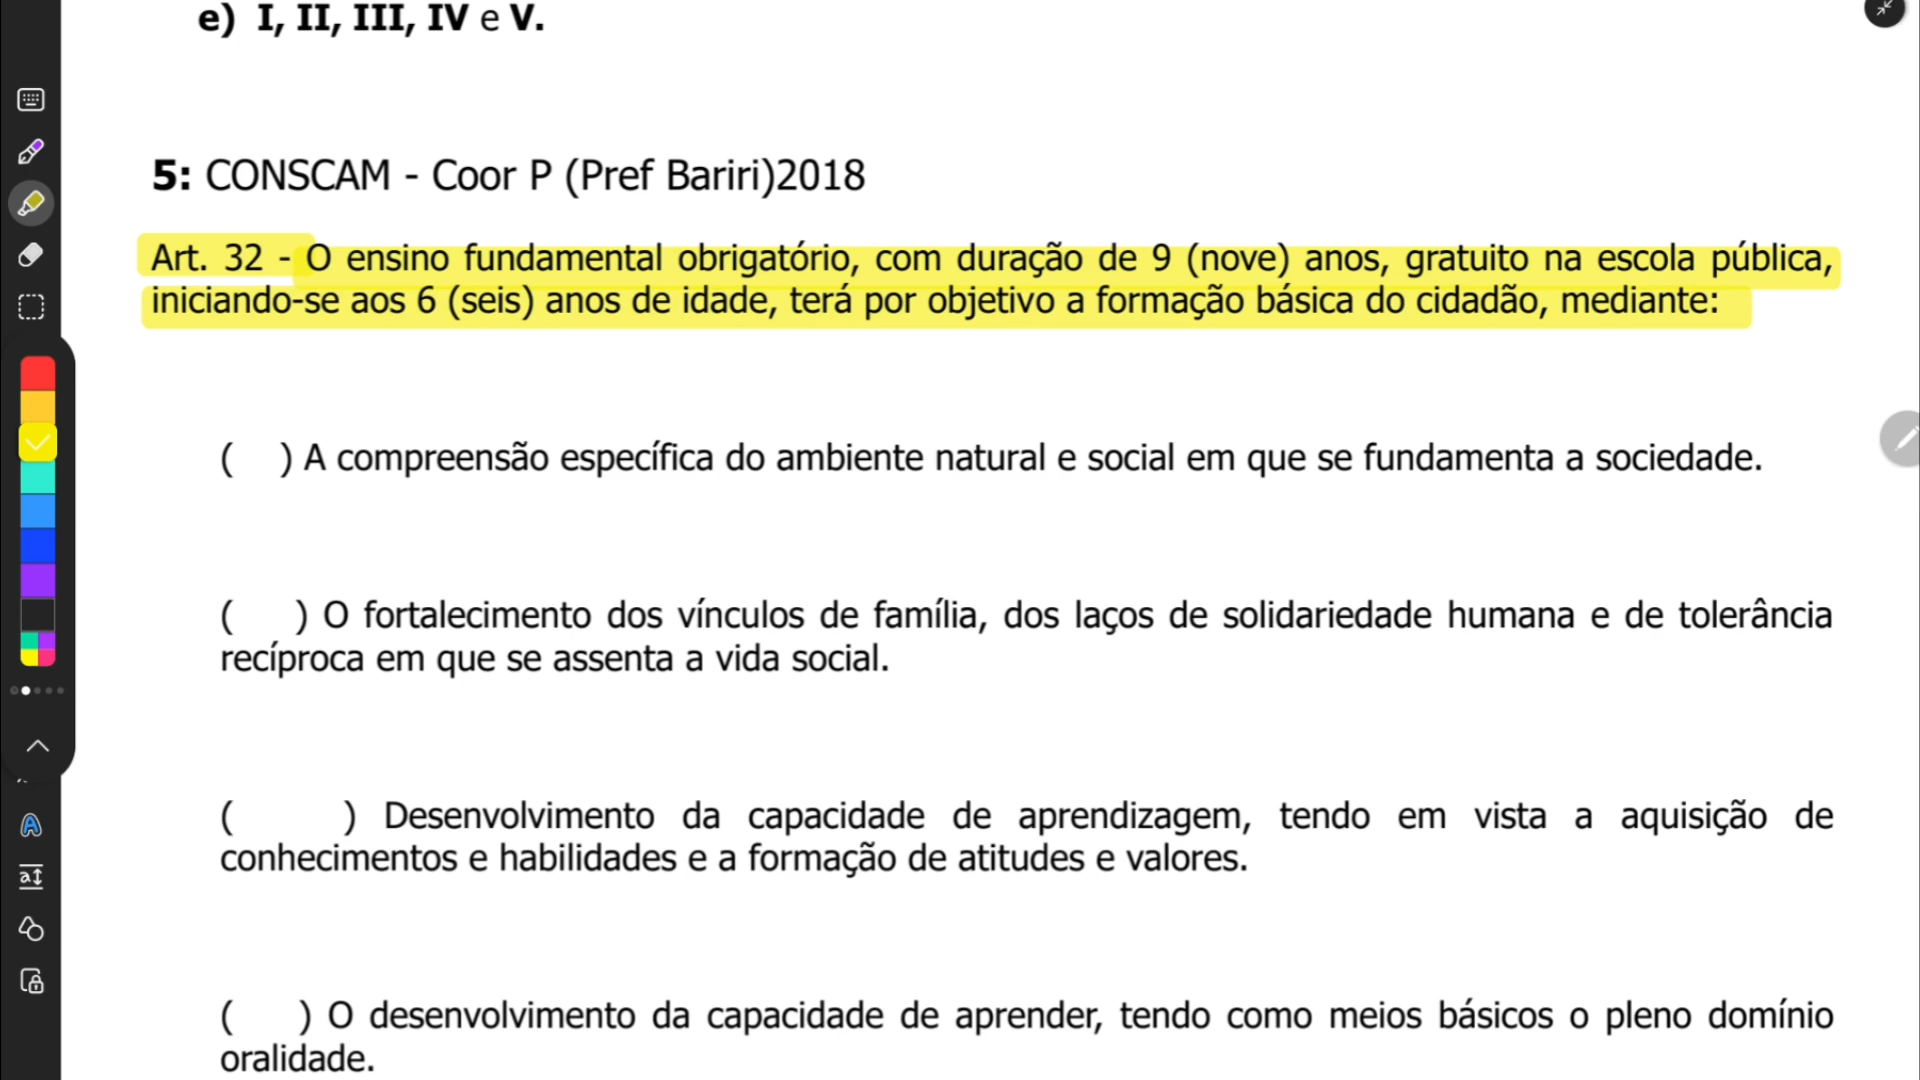 e) I, II, III, IV e V.
5: CONSCAM - Coor P (Pref Bariri)2018
Art. 32 - O ensino fundamental obrigatório, com duração de 9 (nove) anos, gratuito na escola pública,
iniciando-se aos 6 (seis) anos de idade, terá por objetivo a formação básica do cidadão, mediante:
( ) A compreensão específica do ambiente natural e social em que se fundamenta a sociedade.
( ) O fortalecimento dos vínculos de família, dos laços de solidariedade humana e de tolerância
recíproca em que se assenta a vida social.
( ) Desenvolvimento da capacidade de aprendizagem, tendo em vista a aquisição de
conhecimentos e habilidades e a formação de atitudes e valores.
( ) O desenvolvimento da capacidade de aprender, tendo como meios básicos o pleno domínio
oralidade.